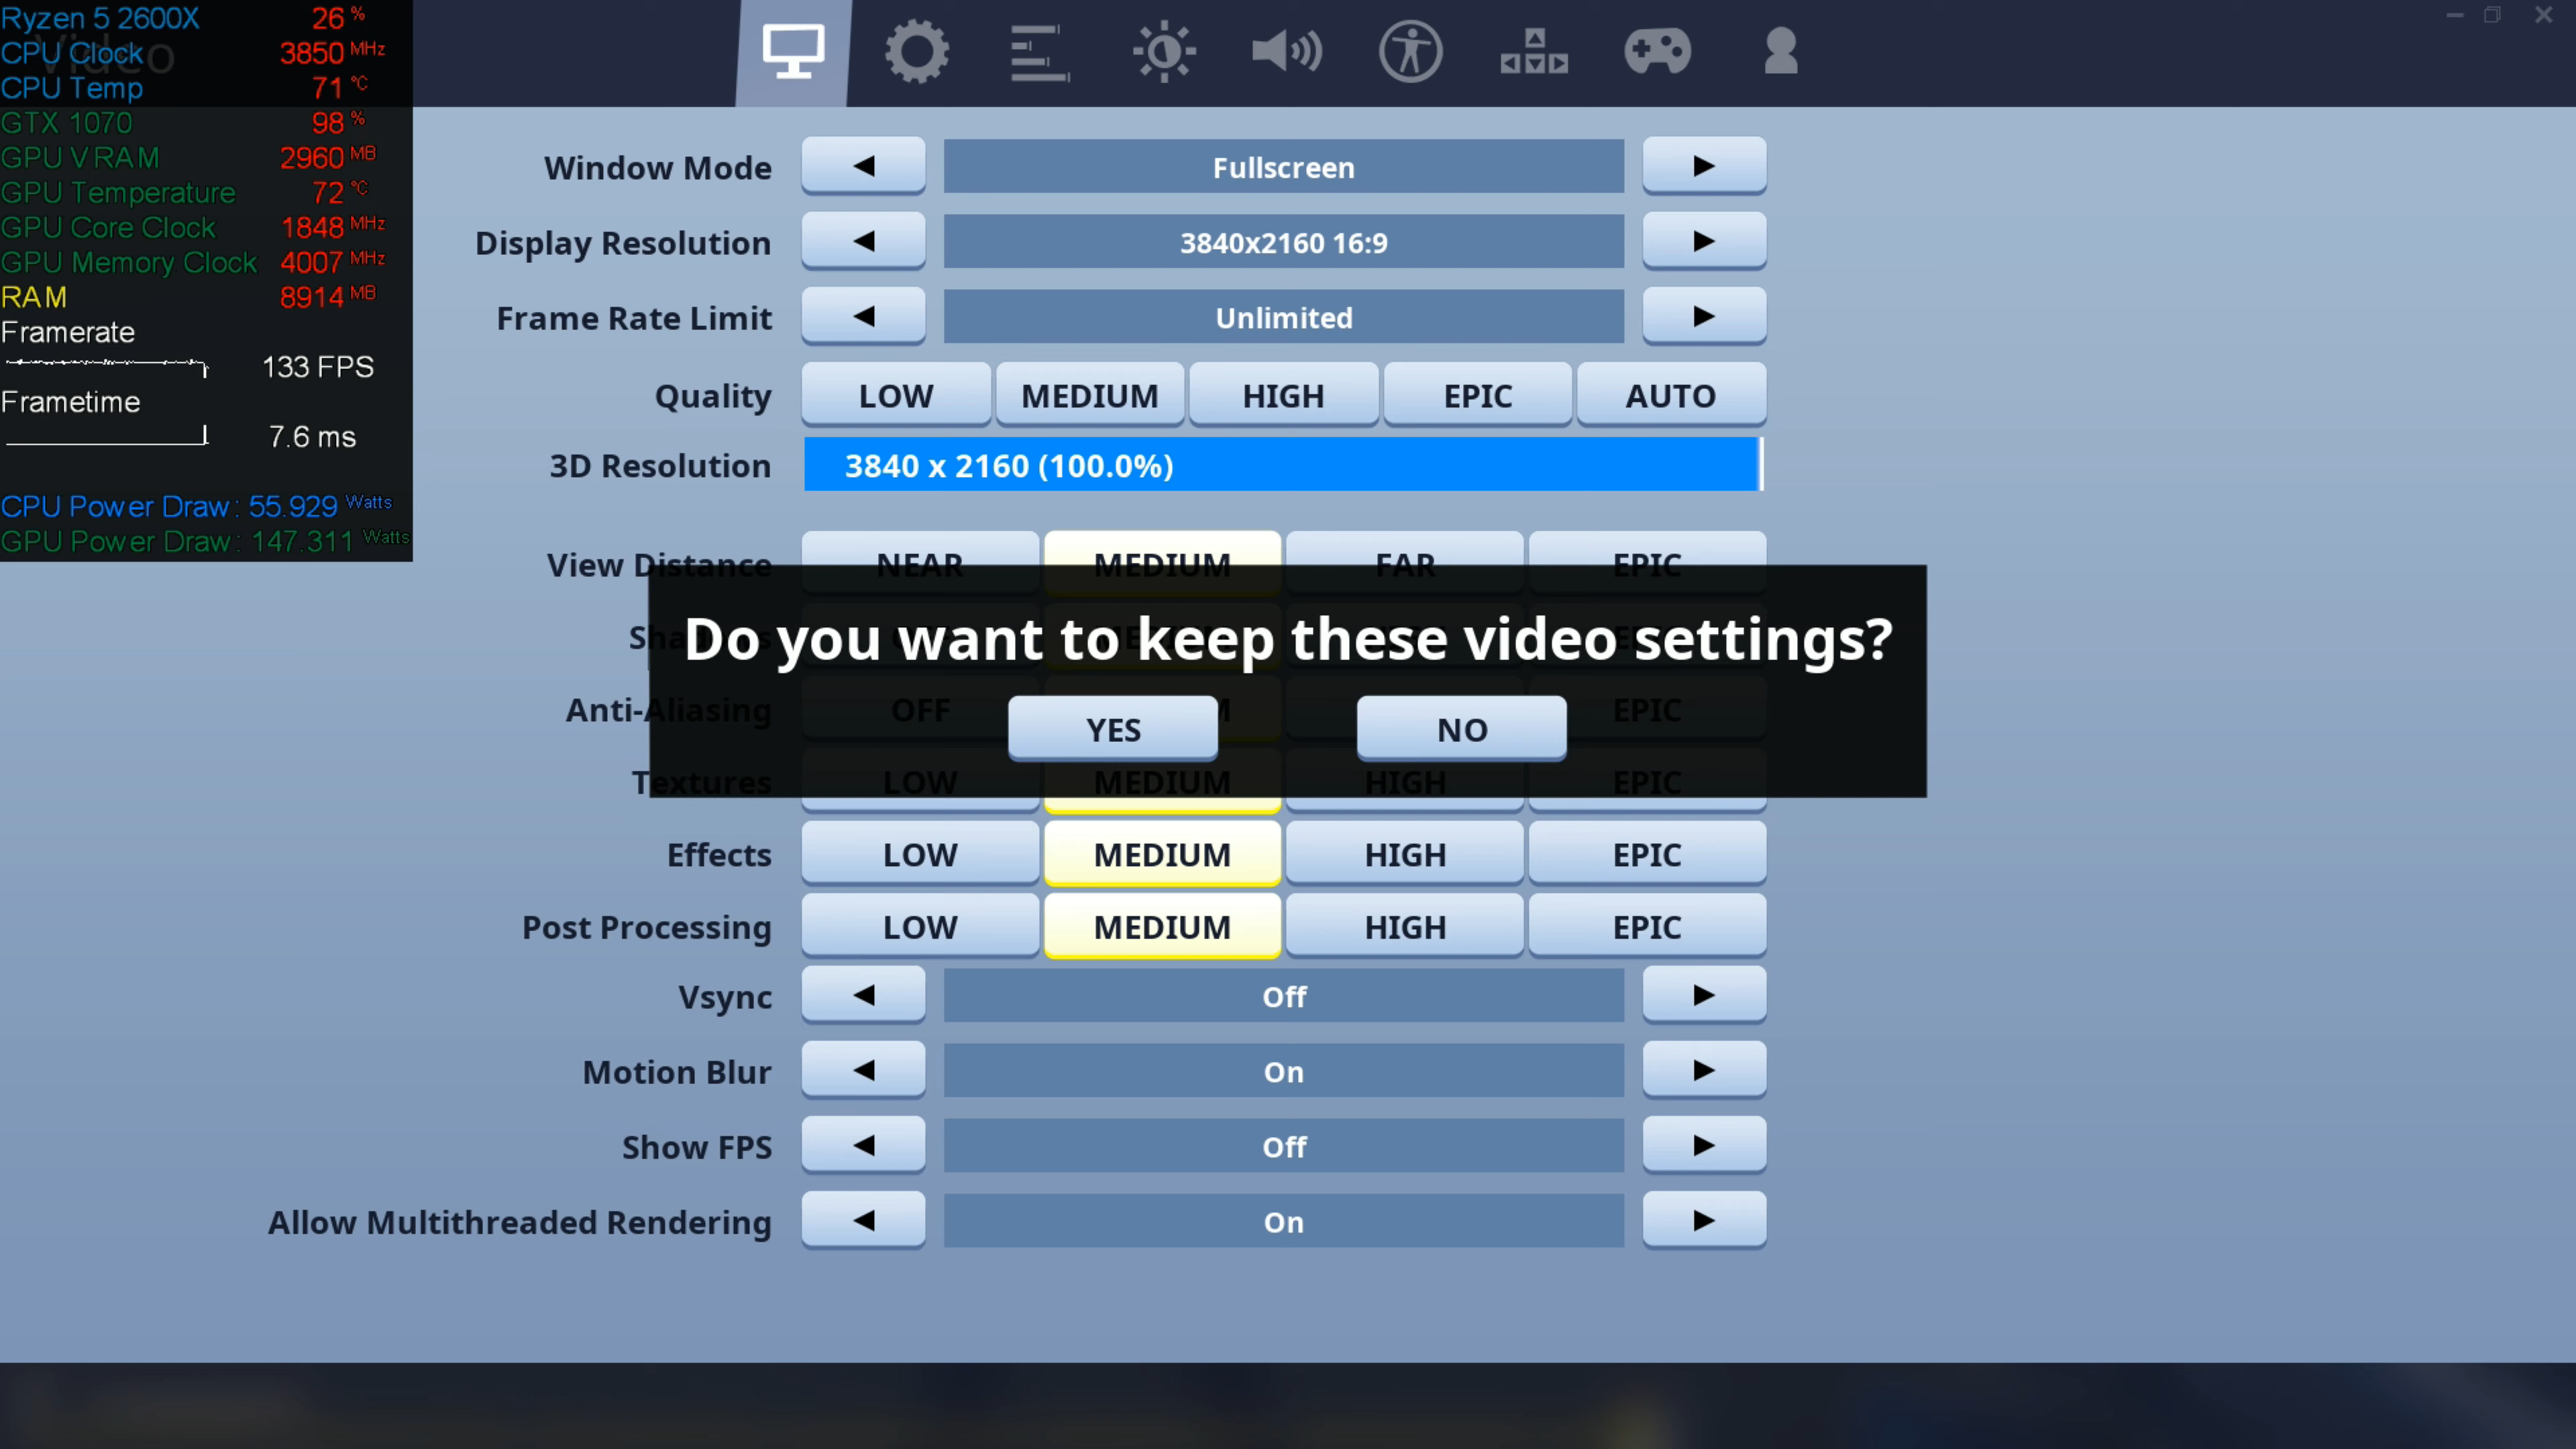 Video
Ryzen 5 2600X 26 %
CPU Clock 3850 MHz
CPU Temp 71 °C
GTX 1070 98 %
GPU VRAM 2960 MB
GPU Temperature 72 °C
GPU Core Clock 1848 MHz
GPU Memory Clock 4007 MHz
RAM 8914 MB
Framerate
133 FPS
Frametime
7.6 ms
CPU Power Draw : 55.929 Watts
GPU Power Draw : 147.311 Watts
Window Mode Fullscreen
Display Resolution 3840x2160 16:9
Frame Rate Limit Unlimited
Quality LOW MEDIUM HIGH EPIC AUTO
3D Resolution 3840 x 2160 (100.0%)
View Distance NEAR MEDIUM FAR EPIC
Shadows
Do you want to keep these video settings?
Anti-Aliasing OFF EPIC
YES NO
Textures LOW MEDIUM HIGH EPIC
Effects LOW MEDIUM HIGH EPIC
Post Processing LOW MEDIUM HIGH EPIC
Vsync Off
Motion Blur On
Show FPS Off
Allow Multithreaded Rendering On